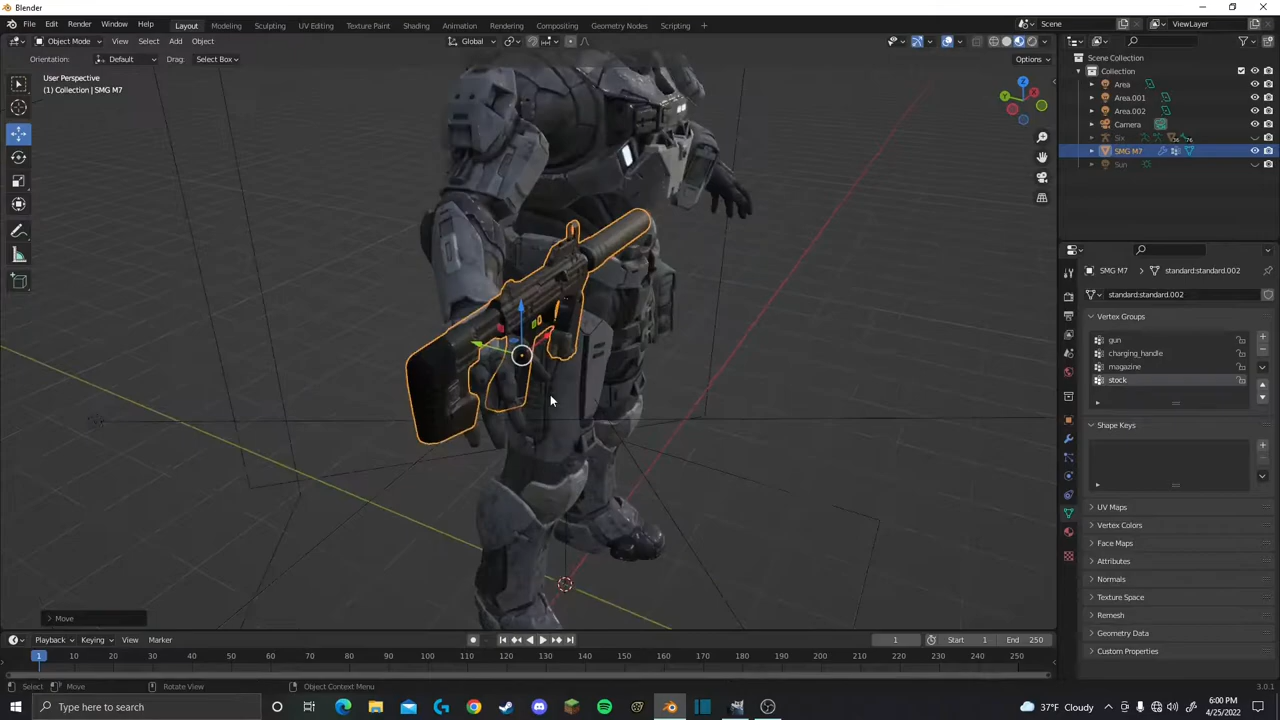 Blender
File Edit Render Window Help Layout Modeling Sculpting UV Editing Texture Paint Shading Animation Rendering Compositing Geometry Nodes Scripting + Scene ViewLayer
Object Mode View Select Add Object Global
Orientation: Default Drag: Select Box Options
User Perspective
(1) Collection | SMG M7
Z
Y
Scene Collection
Collection
Area
Area.001
Area.002
Camera
Six 76
SMG M7
Sun
SMG M7 standard:standard.002
standard:standard.002
Vertex Groups
gun
charging_handle
magazine
stock
Shape Keys
UV Maps
Vertex Colors
Face Maps
Attributes
Normals
Texture Space
Remesh
Geometry Data
Custom Properties
Move
Playback Keying View Marker 1 Start 1 End 250
1 10 20 30 40 50 60 70 80 90 100 110 120 130 140 150 160 170 180 190 200 210 220 230 240 250
Select Move Rotate View Object Context Menu 3.0.1
Type here to search 37°F Cloudy 6:00 PM
4/25/2022